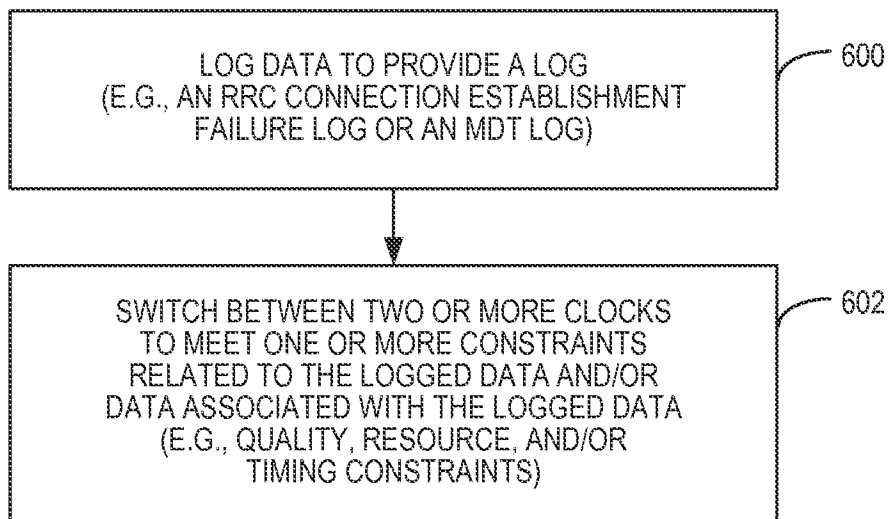 LOG DATA TO PROVIDE A LOG
(E.G., AN RRC CONNECTION ESTABLISHMENT
FAILURE LOG OR AN MDT LOG)
600
SWITCH BETWEEN TWO OR MORE CLOCKS
TO MEET ONE OR MORE CONSTRAINTS
RELATED TO THE LOGGED DATA AND/OR
DATA ASSOCIATED WITH THE LOGGED DATA
(E.G., QUALITY, RESOURCE, AND/OR
TIMING CONSTRAINTS)
602